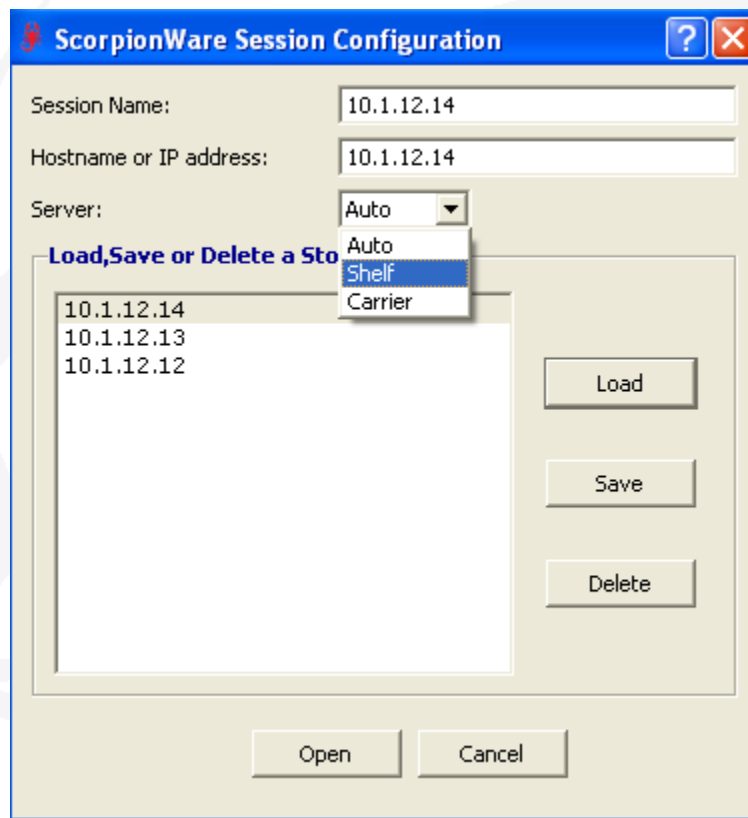 ScorpionWare Session Configuration
Session Name: 10.1.12.14
Hostname or IP address: 10.1.12.14
Server: Auto
Auto
Shelf
Carrier
Load,Save or Delete a Sto
10.1.12.14
10.1.12.13
10.1.12.12
Load
Save
Delete
Open Cancel